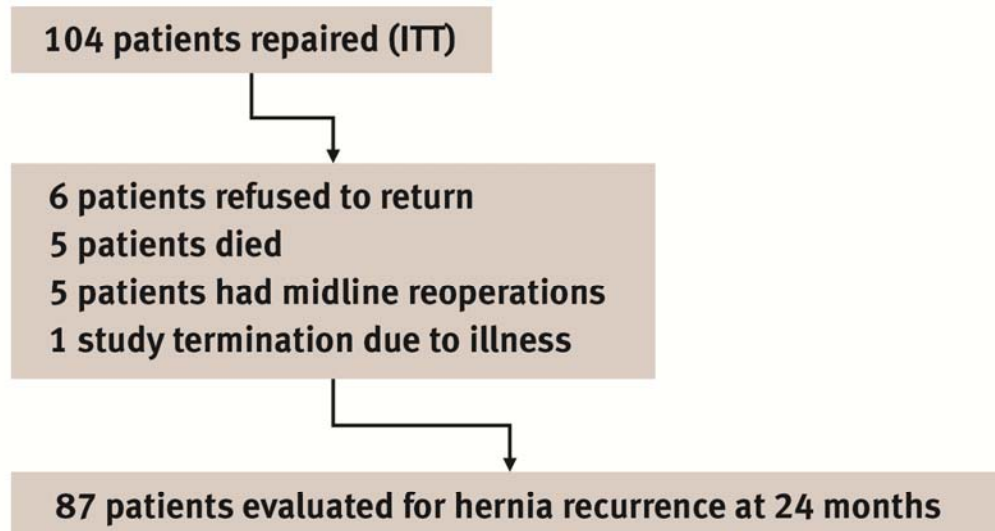 104 patients repaired (ITT)
6 patients refused to return
5 patients died
5 patients had midline reoperations
1 study termination due to illness
87 patients evaluated for hernia recurrence at 24 months